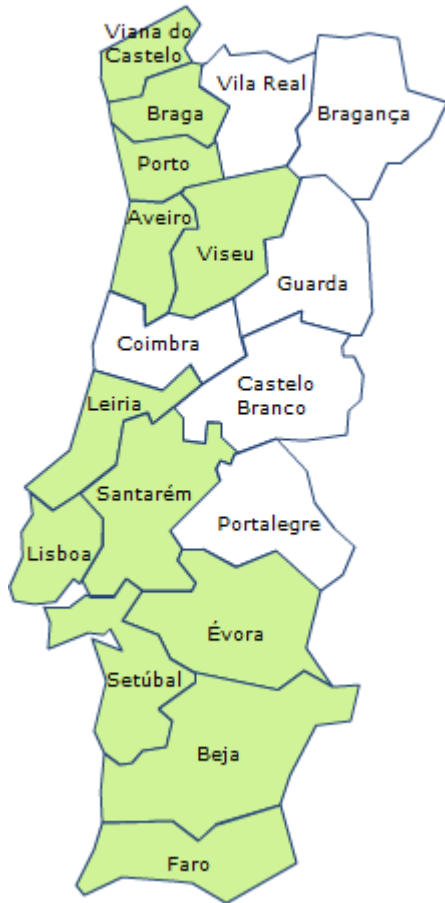 Viana do
Castelo
Vila Real
Bragança
Braga
Porto
Aveiro
Viseu
Guarda
Coimbra
Castelo
Branco
Leiria
Santarém
Portalegre
Lisboa
Évora
Setúbal
Beja
Faro